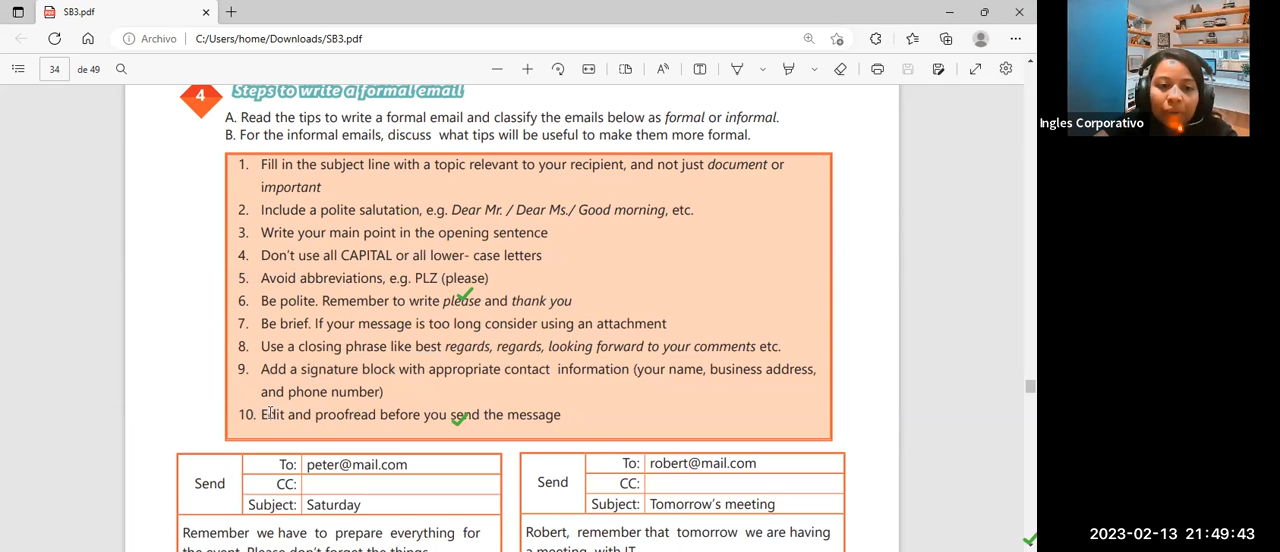 SB3.pdf
Archivo C:/Users/home/Downloads/SB3.pdf
34 de 49
4 Steps to write a formal email
A. Read the tips to write a formal email and classify the emails below as formal or informal.
B. For the informal emails, discuss what tips will be useful to make them more formal.
1. Fill in the subject line with a topic relevant to your recipient, and not just document or
important
2. Include a polite salutation, e.g. Dear Mr. / Dear Ms./ Good morning, etc.
3. Write your main point in the opening sentence
4. Don't use all CAPITAL or all lower- case letters
5. Avoid abbreviations, e.g. PLZ (please)
6. Be polite. Remember to write please and thank you
7. Be brief. If your message is too long consider using an attachment
8. Use a closing phrase like best regards, regards, looking forward to your comments etc.
9. Add a signature block with appropriate contact information (your name, business address,
and phone number)
10. Edit and proofread before you send the message
Send
To: peter@mail.com
CC:
Subject: Saturday
Remember we have to prepare everything for
the event. Please don't forget the things
Send
To: robert@mail.com
CC:
Subject: Tomorrow's meeting
Robert, remember that tomorrow we are having
a meeting with IT
Ingles Corporativo
2023-02-13 21:49:43